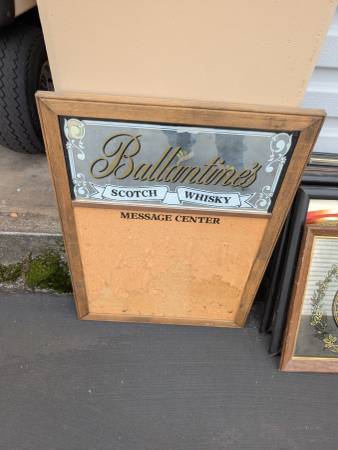 Ballantine's
SCOTCH WHISKY
MESSAGE CENTER